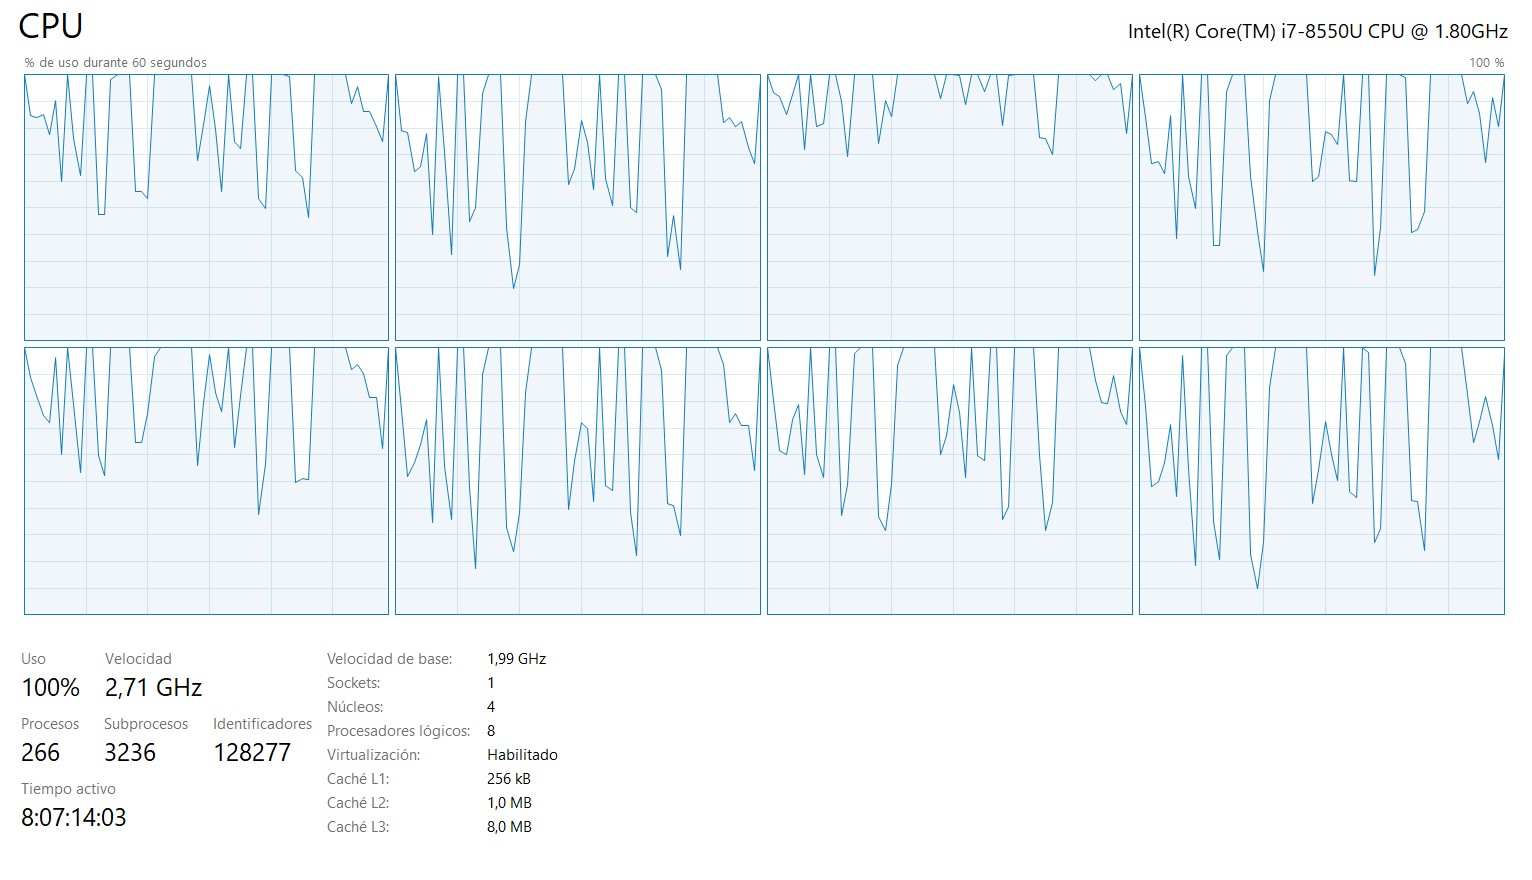 CPU
Intel(R) Core(TM) i7-8550U CPU @ 1.80GHz
% de uso durante 60 segundos
100 %
Uso
Velocidad
100%
2,71 GHz
Procesos
Subprocesos
Identificadores
266
3236
128277
Tiempo activo
8:07:14:03
Velocidad de base:
1,99 GHz
Sockets:
1
Núcleos:
4
Procesadores lógicos:
8
Virtualización:
Habilitado
Caché L1:
256 kB
Caché L2:
1,0 MB
Caché L3:
8,0 MB